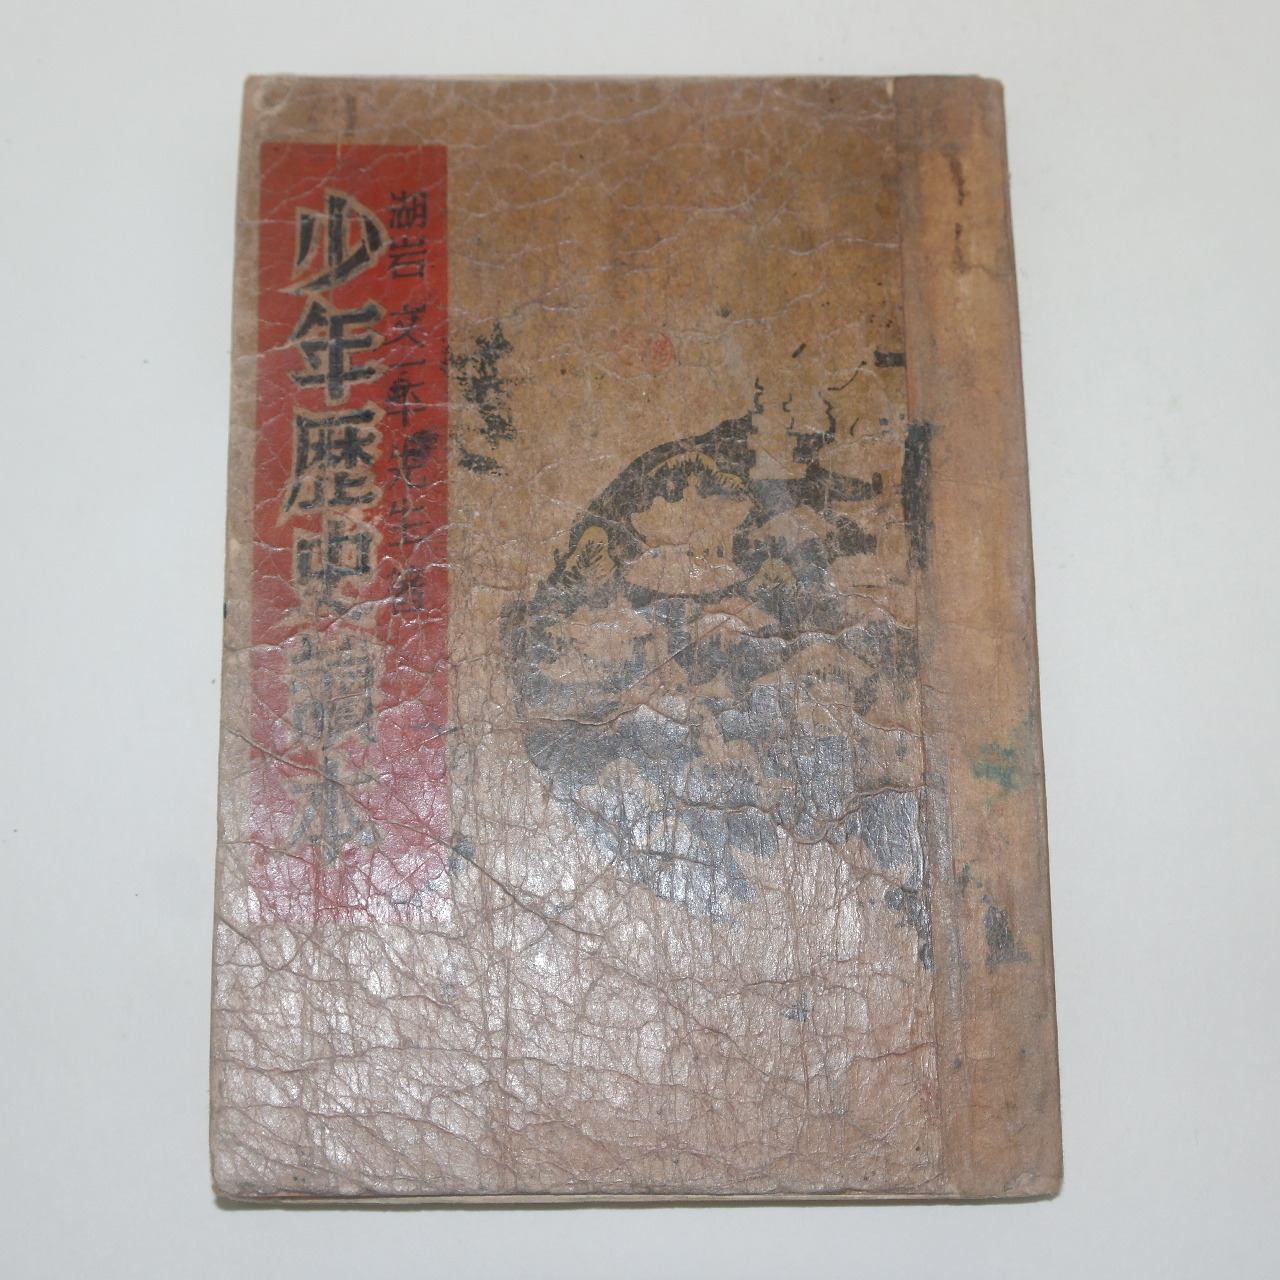 湖岩 文一平先生著
少年歷史讀本